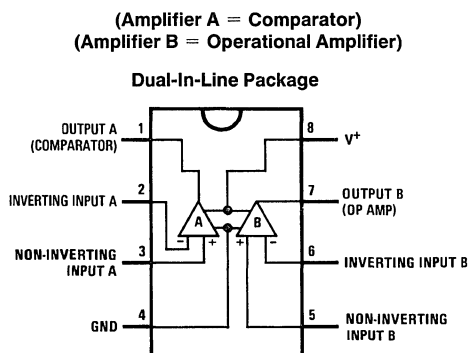 (Amplifier A = Comparator)
(Amplifier B = Operational Amplifier)
Dual-In-Line Package
OUTPUT A
(COMPARATOR)
1
8
V+
INVERTING INPUT A
2
7
OUTPUT B
(OP AMP)
A
B
− + + −
NON-INVERTING
INPUT A
3
6
INVERTING INPUT B
GND
4
5
NON-INVERTING
INPUT B